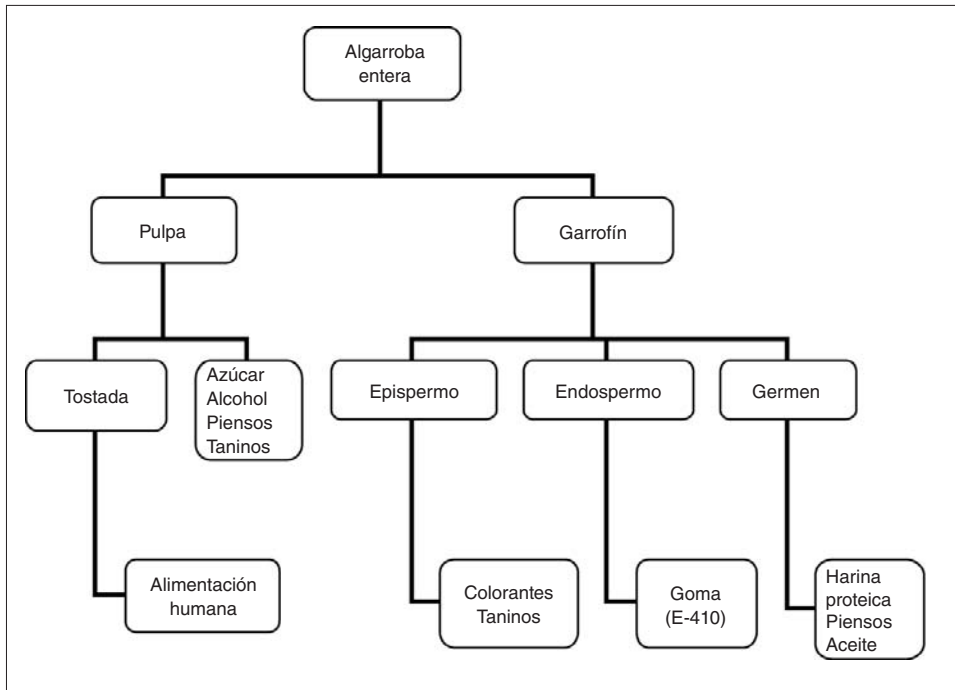 Algarroba
entera
Pulpa
Garrofín
Tostada
Azúcar
Alcohol
Piensos
Taninos
Epispermo
Endospermo
Germen
Alimentación
humana
Colorantes
Taninos
Goma
(E-410)
Harina
proteica
Piensos
Aceite